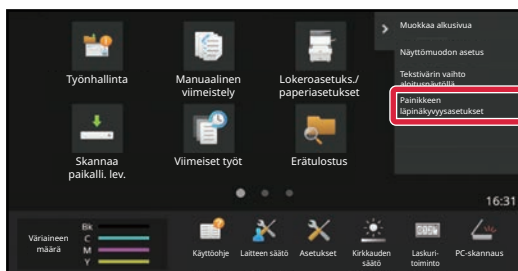 Muokkaa alkusivua
Näyttömuodon asetus
Tekstivärin vaihto
aloitusnäytöllä
Painikkeen
läpinäkyvyysasetukset
Työnhallinta
Manuaalinen
viimeistely
Lokeroasetuks./
paperiasetukset
Skannaa
paikalli. lev.
Viimeiset työt
Erätulostus
16:31
Väriaineen
määrä
Bk
C
M
Y
Käyttöohje
Laitteen säätö
Asetukset
Kirkkauden
säätö
Laskuri-
toiminto
PC-skannaus